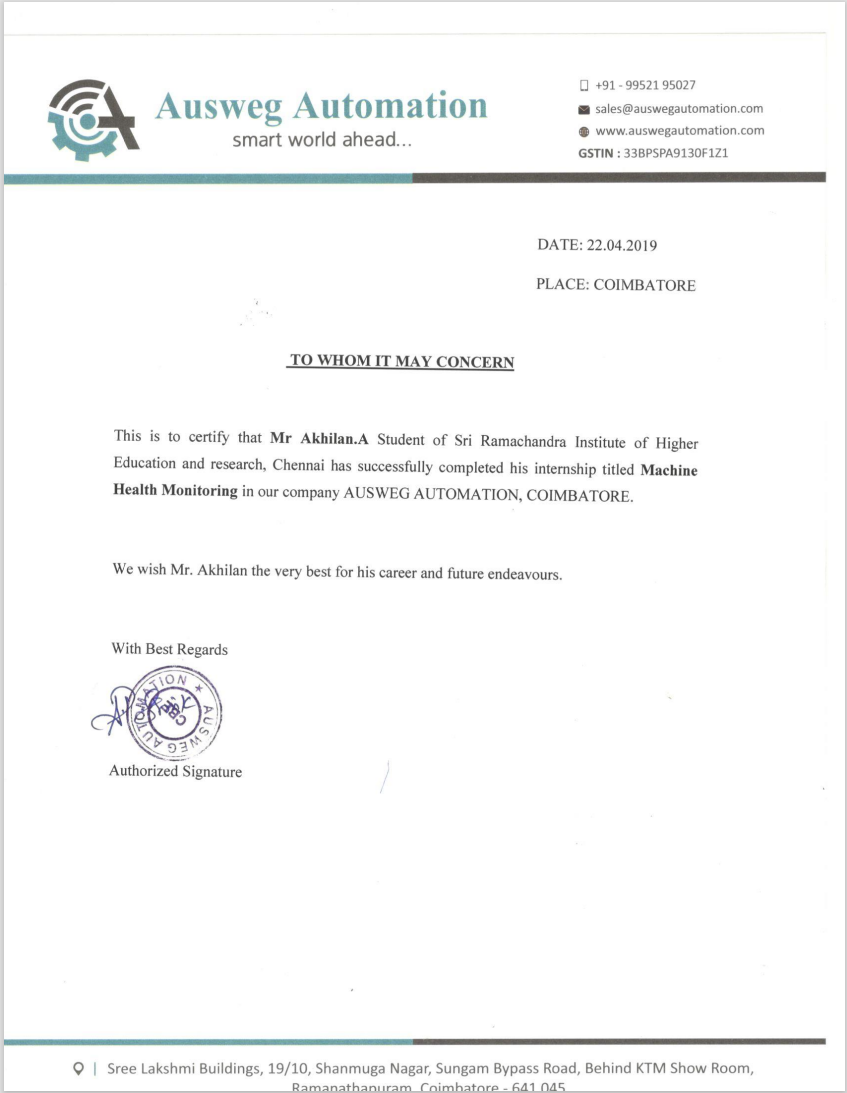 Ausweg Automation
smart world ahead...
+91 - 99521 95027
sales@auswegautomation.com
www.auswegautomation.com
GSTIN : 33BPSPA9130F1Z1
DATE: 22.04.2019
PLACE: COIMBATORE
TO WHOM IT MAY CONCERN
This is to certify that Mr Akhilan.A Student of Sri Ramachandra Institute of Higher
Education and research, Chennai has successfully completed his internship titled Machine
Health Monitoring in our company AUSWEG AUTOMATION, COIMBATORE.
We wish Mr. Akhilan the very best for his career and future endeavours.
With Best Regards
AUSWEG AUTOMATION ★
Authorized Signature
Sree Lakshmi Buildings, 19/10, Shanmuga Nagar, Sungam Bypass Road, Behind KTM Show Room,
Ramanathapuram, Coimbatore - 641 045